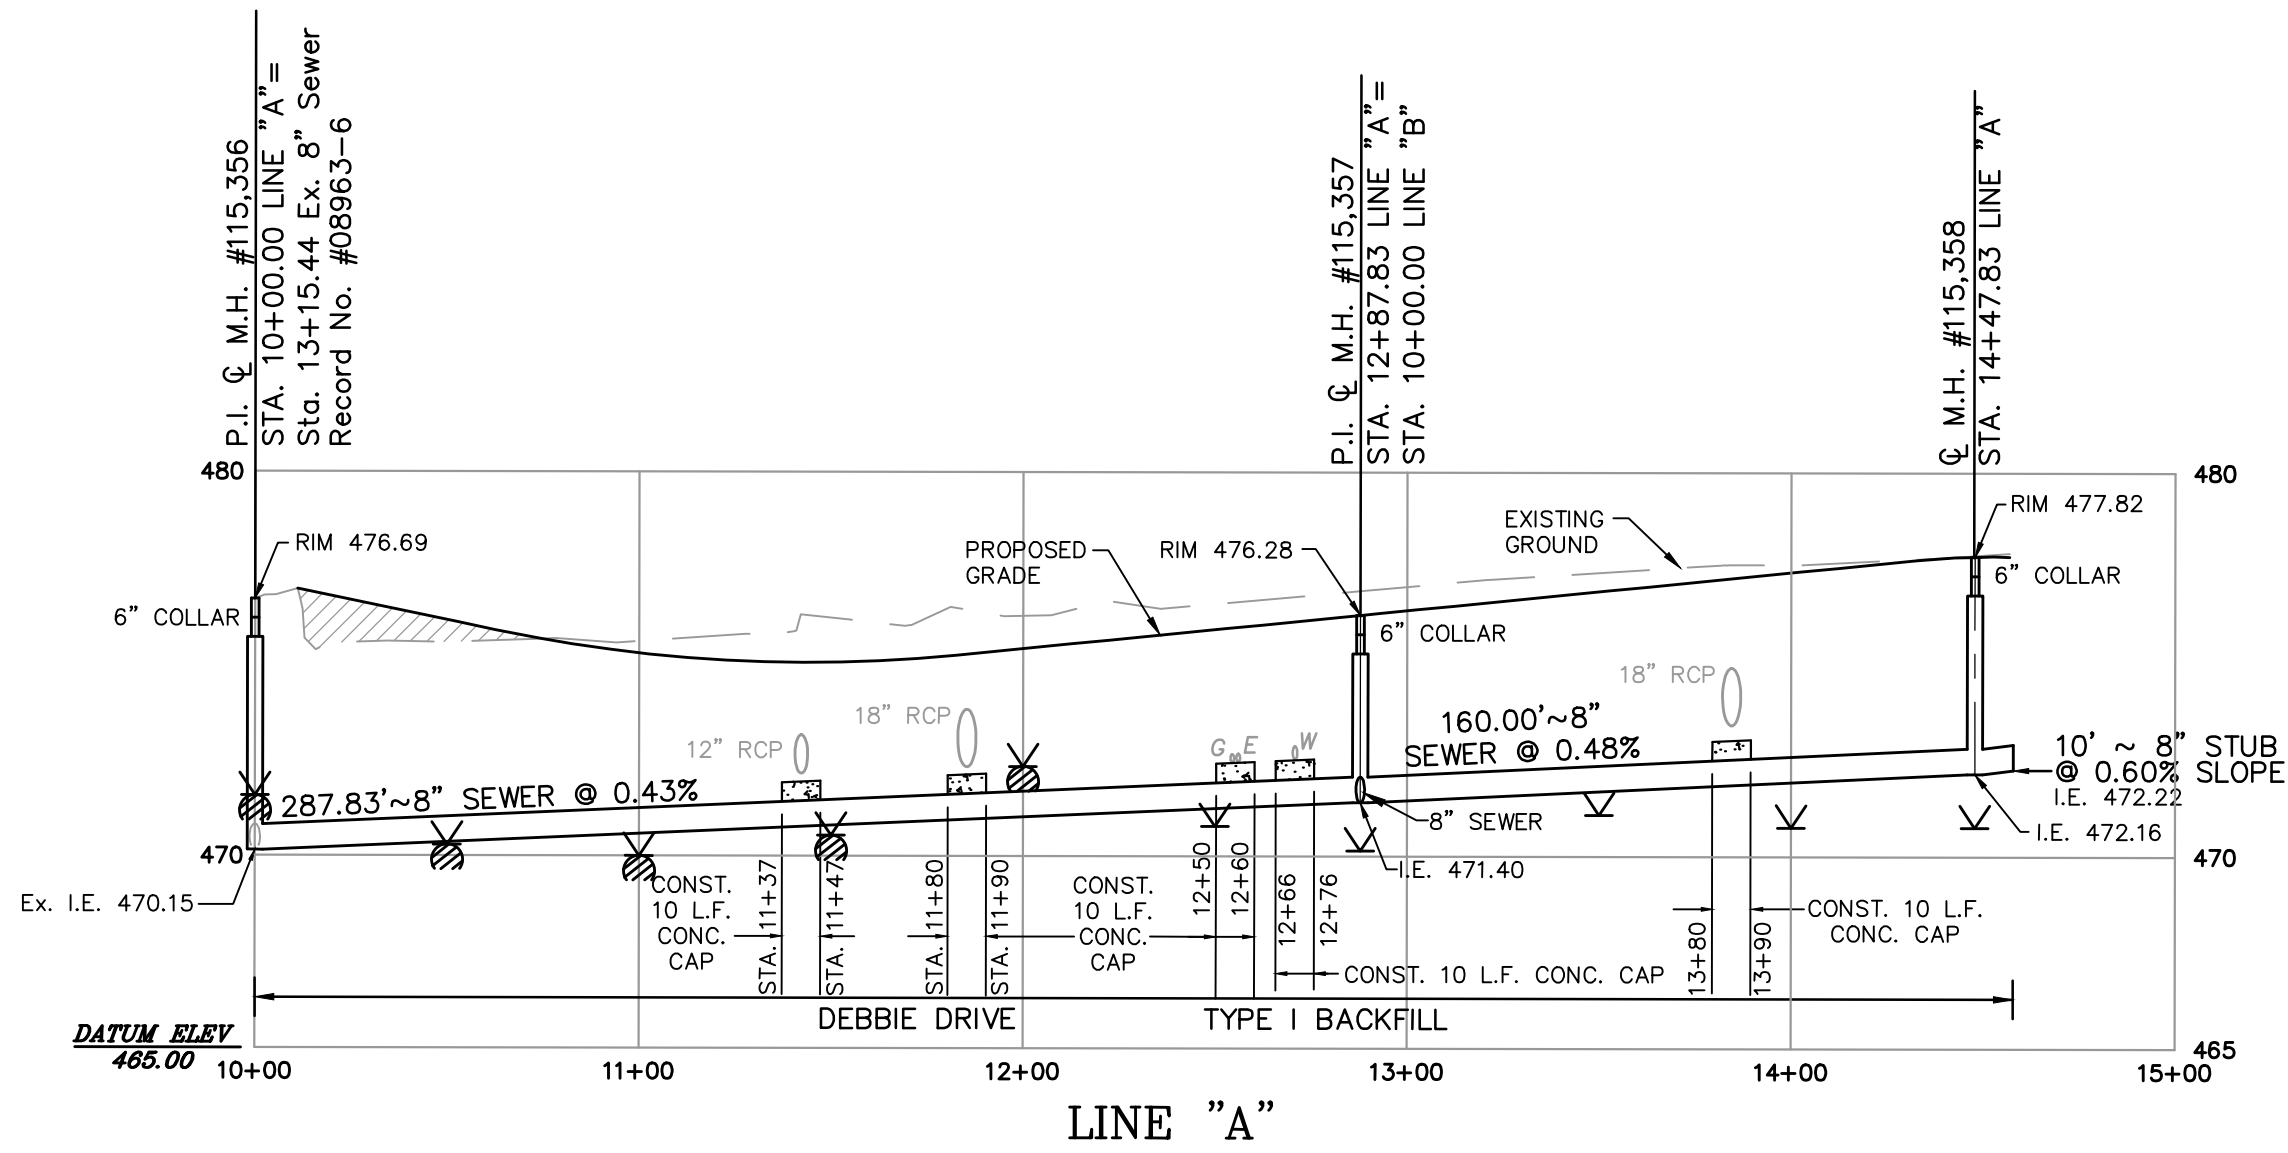 P.I. ℄ M.H. #115,356
STA. 10+00.00 LINE "A"=
Sta. 13+15.44 Ex. 8" Sewer
Record No. #08963-6
P.I. ℄ M.H. #115,357
STA. 12+87.83 LINE "A"=
STA. 10+00.00 LINE "B"
℄ M.H. #115,358
STA. 14+47.83 LINE "A"
480
480
RIM 476.69
6" COLLAR
PROPOSED
GRADE
RIM 476.28
6" COLLAR
EXISTING
GROUND
RIM 477.82
6" COLLAR
12" RCP
18" RCP
G E
W
18" RCP
287.83'~8" SEWER @ 0.43%
160.00'~8"
SEWER @ 0.48%
10' ~ 8" STUB
@ 0.60% SLOPE
I.E. 472.22
I.E. 472.16
8" SEWER
I.E. 471.40
470
470
Ex. I.E. 470.15
CONST.
10 L.F.
CONC.
CAP
STA. 11+37
STA. 11+47
STA. 11+80
STA. 11+90
CONST.
10 L.F.
CONC.
CAP
12+50
12+60
12+66
12+76
CONST. 10 L.F. CONC. CAP
13+80
13+90
CONST. 10 L.F.
CONC. CAP
DEBBIE DRIVE
TYPE I BACKFILL
DATUM ELEV
465.00
465
10+00
11+00
12+00
13+00
14+00
15+00
LINE "A"